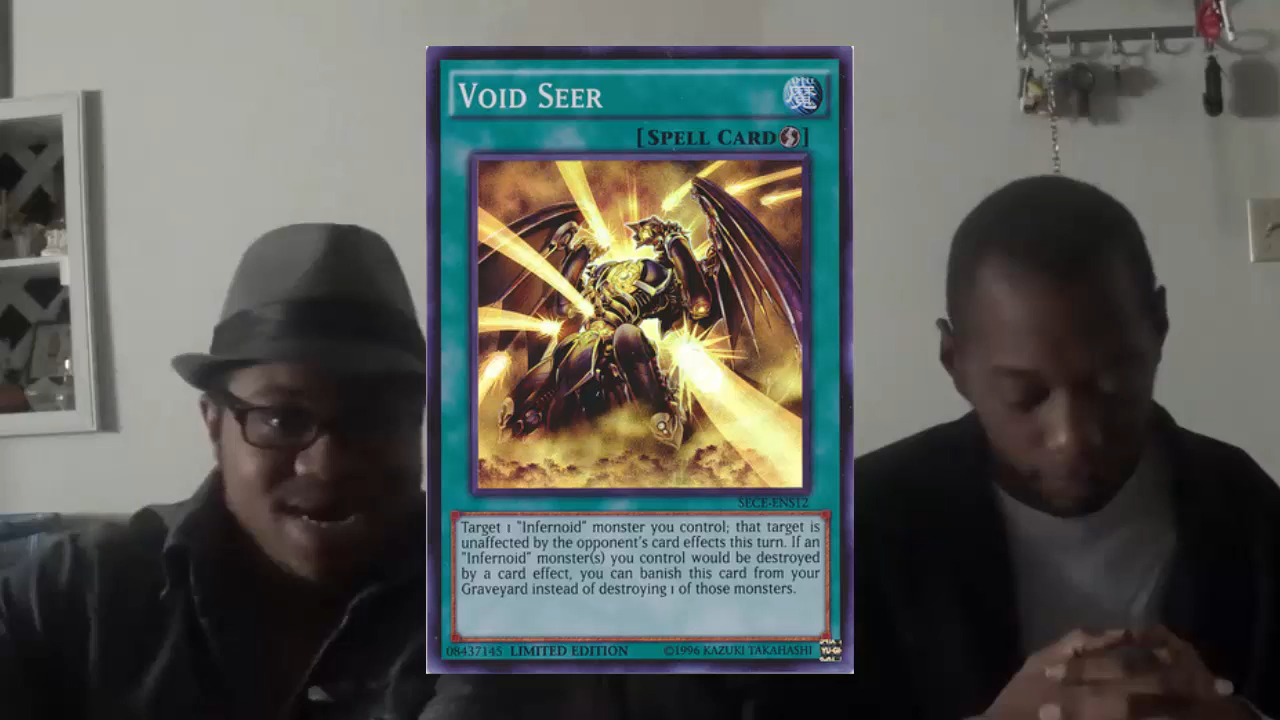 VOID SEER
[SPELL CARD]
SECE-ENS12
Target 1 "Infernoid" monster you control; that target is
unaffected by the opponent's card effects this turn. If an
"Infernoid" monster(s) you control would be destroyed
by a card effect, you can banish this card from your
Graveyard instead of destroying 1 of those monsters.
08437145 LIMITED EDITION ©1996 KAZUKI TAKAHASHI